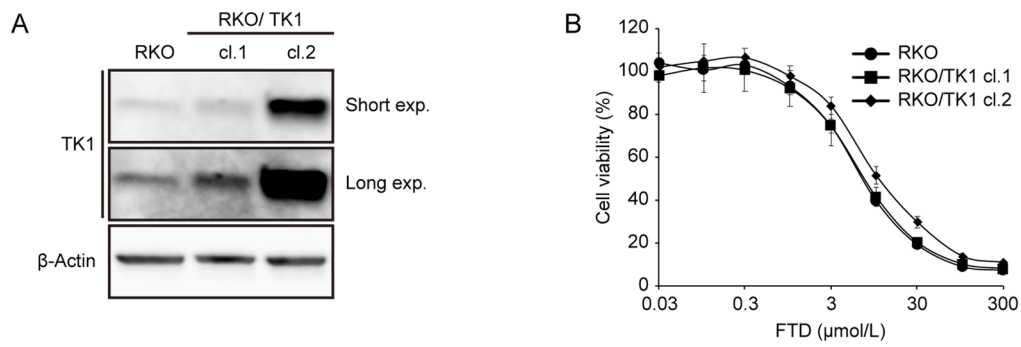 A
RKO/ TK1
RKO cl.1 cl.2
TK1
Short exp.
Long exp.
β-Actin
B
120
100
80
60
40
20
0
Cell viability (%)
RKO
RKO/TK1 cl.1
RKO/TK1 cl.2
0.03 0.3 3 30 300
FTD (μmol/L)